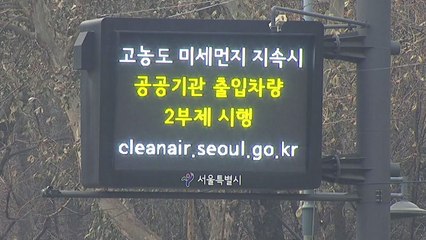 고농도 미세먼지 지속시
공공기관 출입차량
2부제 시행
cleanair.seoul.go.kr
서울특별시